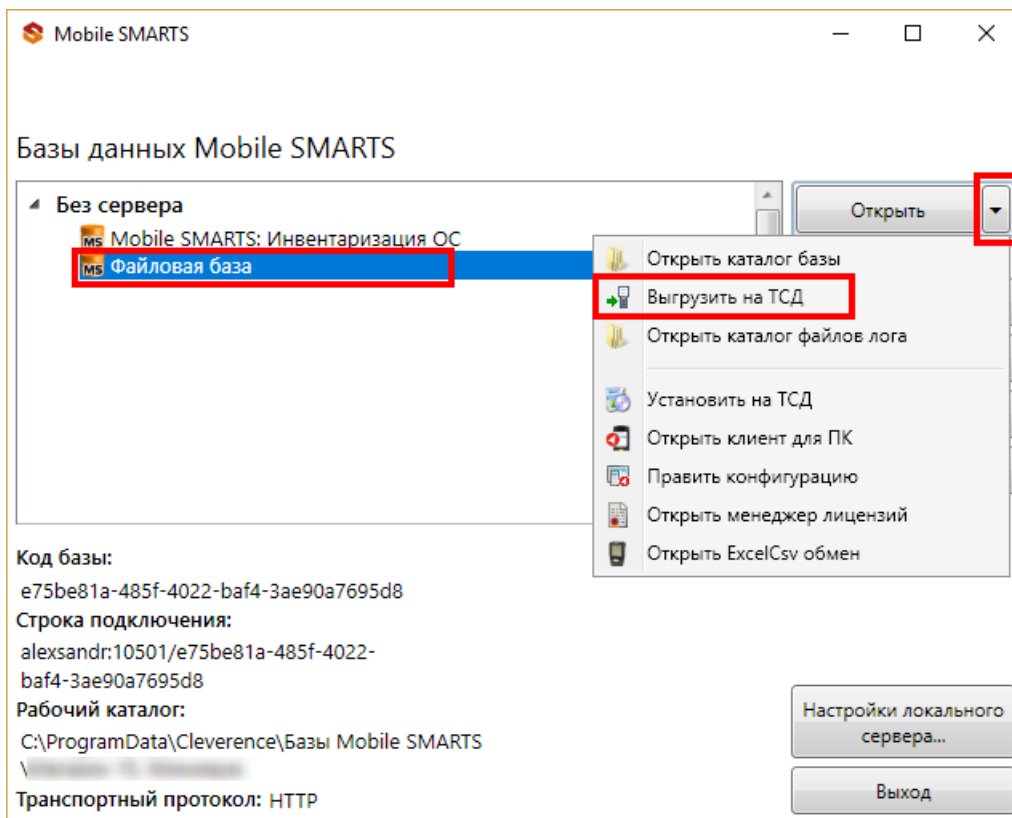 Mobile SMARTS
Базы данных Mobile SMARTS
Без сервера
Mobile SMARTS: Инвентаризация ОС
Файловая база
Открыть
Открыть каталог базы
Выгрузить на ТСД
Открыть каталог файлов лога
Установить на ТСД
Открыть клиент для ПК
Править конфигурацию
Открыть менеджер лицензий
Открыть ExcelCsv обмен
Код базы:
e75be81a-485f-4022-baf4-3ae90a7695d8
Строка подключения:
alexsandr:10501/e75be81a-485f-4022-
baf4-3ae90a7695d8
Рабочий каталог:
C:\ProgramData\Cleverence\Базы Mobile SMARTS
\
Транспортный протокол: HTTP
Настройки локального
сервера...
Выход